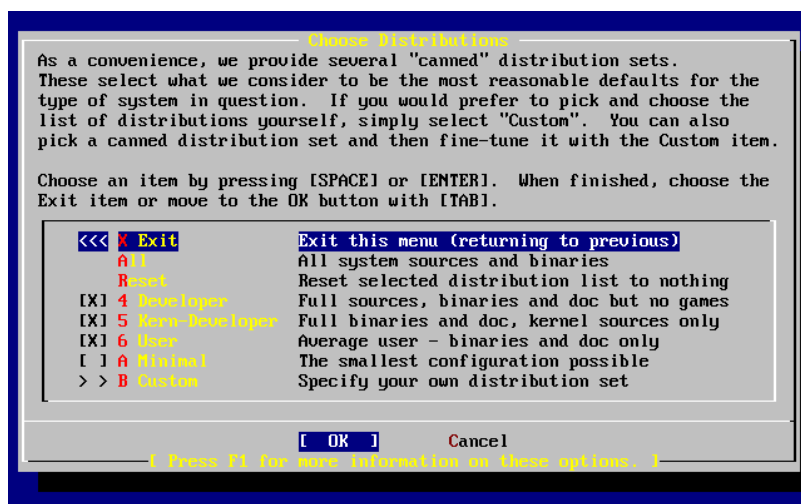 Choose Distributions
As a convenience, we provide several "canned" distribution sets.
These select what we consider to be the most reasonable defaults for the
type of system in question.  If you would prefer to pick and choose the
list of distributions yourself, simply select "Custom".  You can also
pick a canned distribution set and then fine-tune it with the Custom item.
Choose an item by pressing [SPACE] or [ENTER].  When finished, choose the
Exit item or move to the OK button with [TAB].
<<< X Exit Exit this menu (returning to previous)
All All system sources and binaries
Reset Reset selected distribution list to nothing
[X] 4 Developer Full sources, binaries and doc but no games
[X] 5 Kern-Developer Full binaries and doc, kernel sources only
[X] 6 User Average user - binaries and doc only
[ ] A Minimal The smallest configuration possible
> > B Custom Specify your own distribution set
[ OK ] Cancel
[ Press F1 for more information on these options. ]